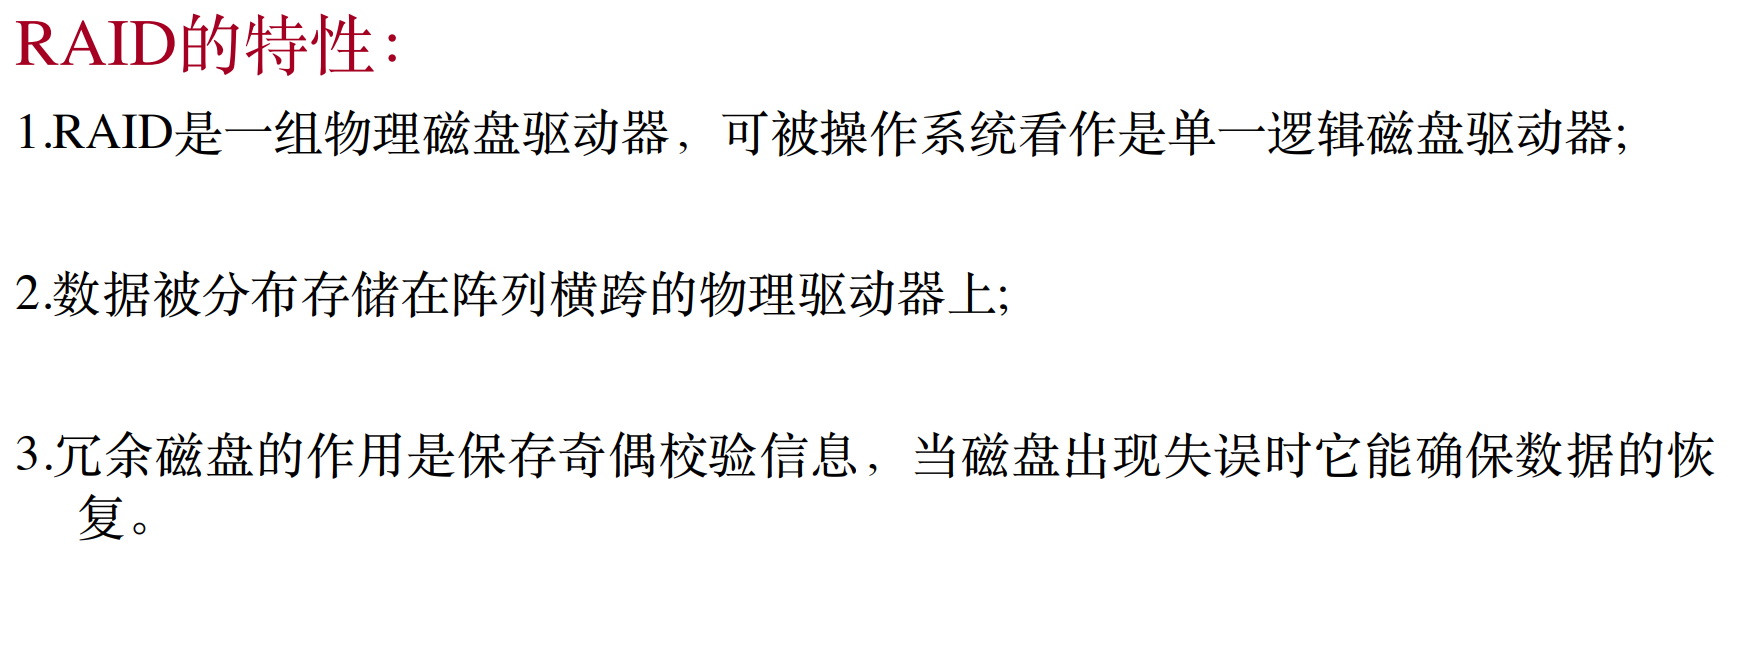 RAID的特性：
1.RAID是一组物理磁盘驱动器，可被操作系统看作是单一逻辑磁盘驱动器;
2.数据被分布存储在阵列横跨的物理驱动器上;
3.冗余磁盘的作用是保存奇偶校验信息，当磁盘出现失误时它能确保数据的恢
复。